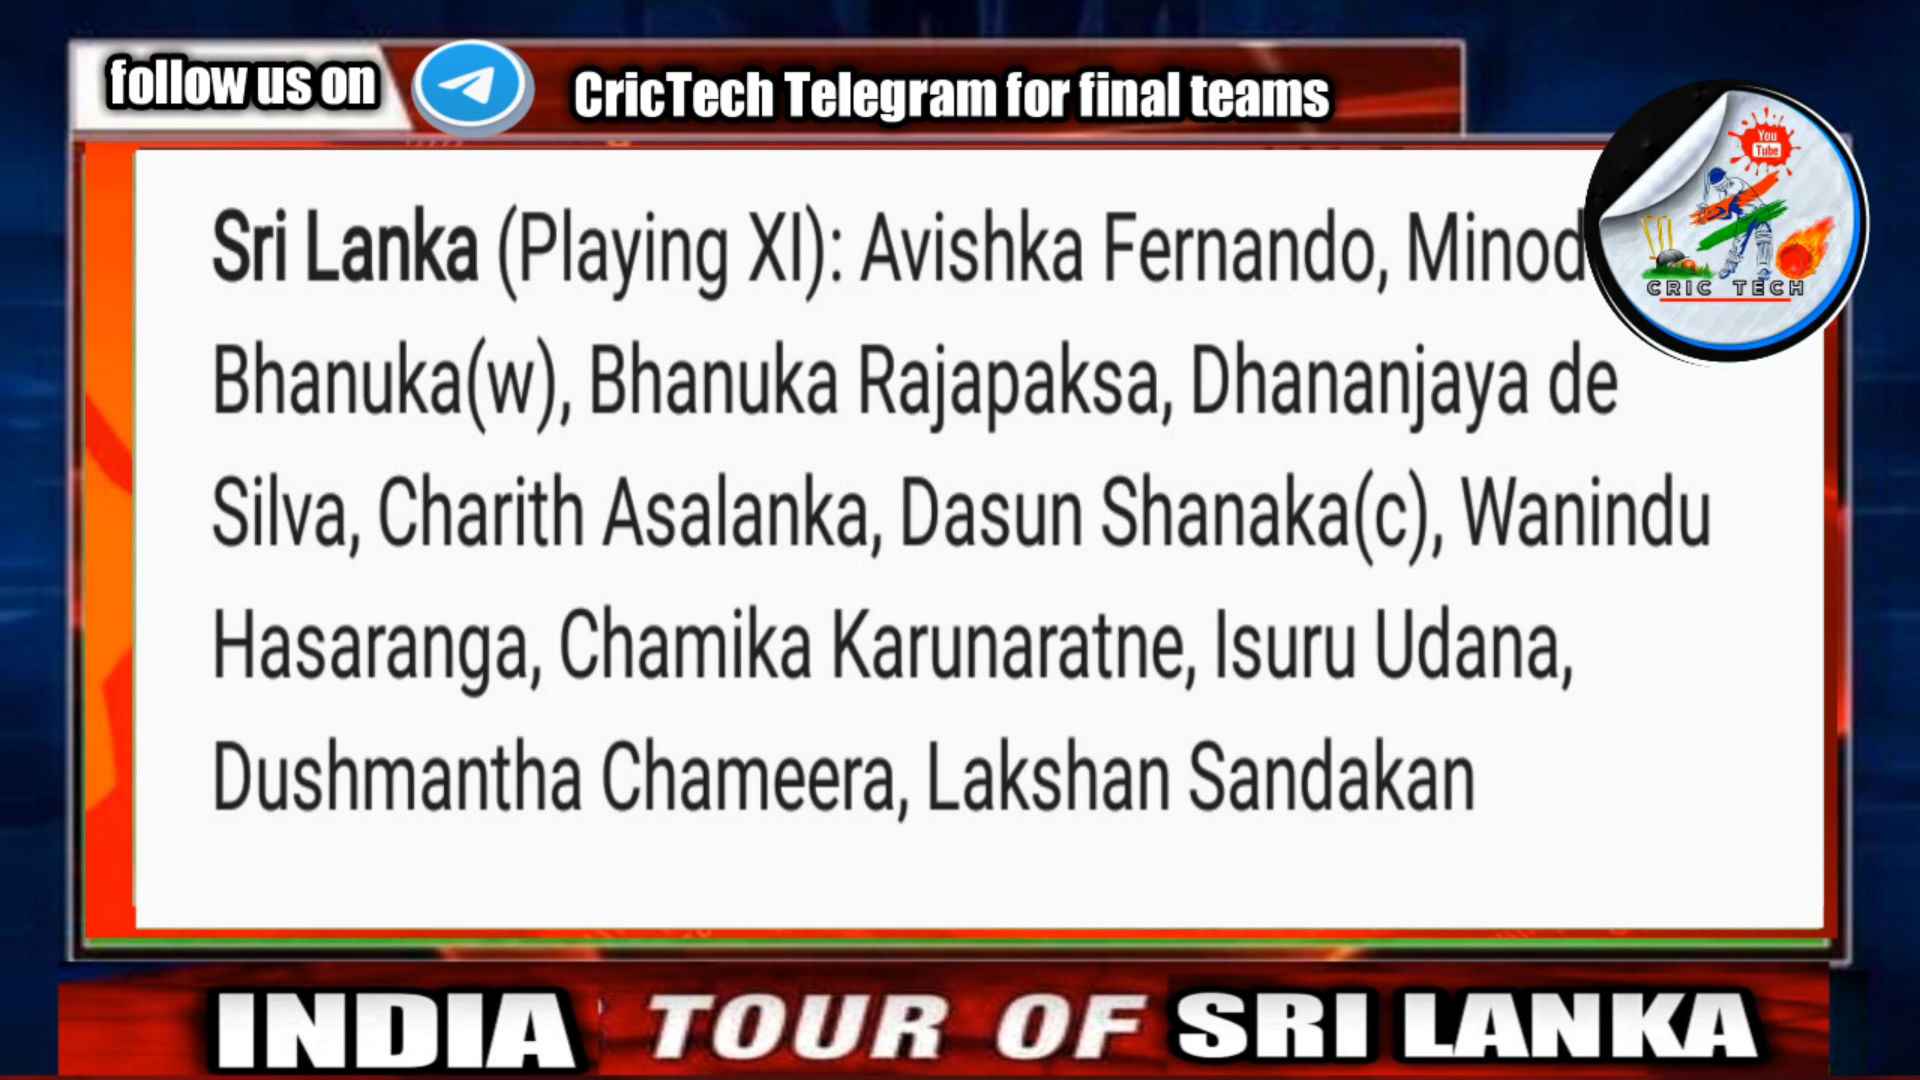 follow us on
CricTech Telegram for final teams
You
Tube
CRIC TECH
Sri Lanka (Playing XI): Avishka Fernando, Minod
Bhanuka(w), Bhanuka Rajapaksa, Dhananjaya de
Silva, Charith Asalanka, Dasun Shanaka(c), Wanindu
Hasaranga, Chamika Karunaratne, Isuru Udana,
Dushmantha Chameera, Lakshan Sandakan
INDIA TOUR OF SRI LANKA